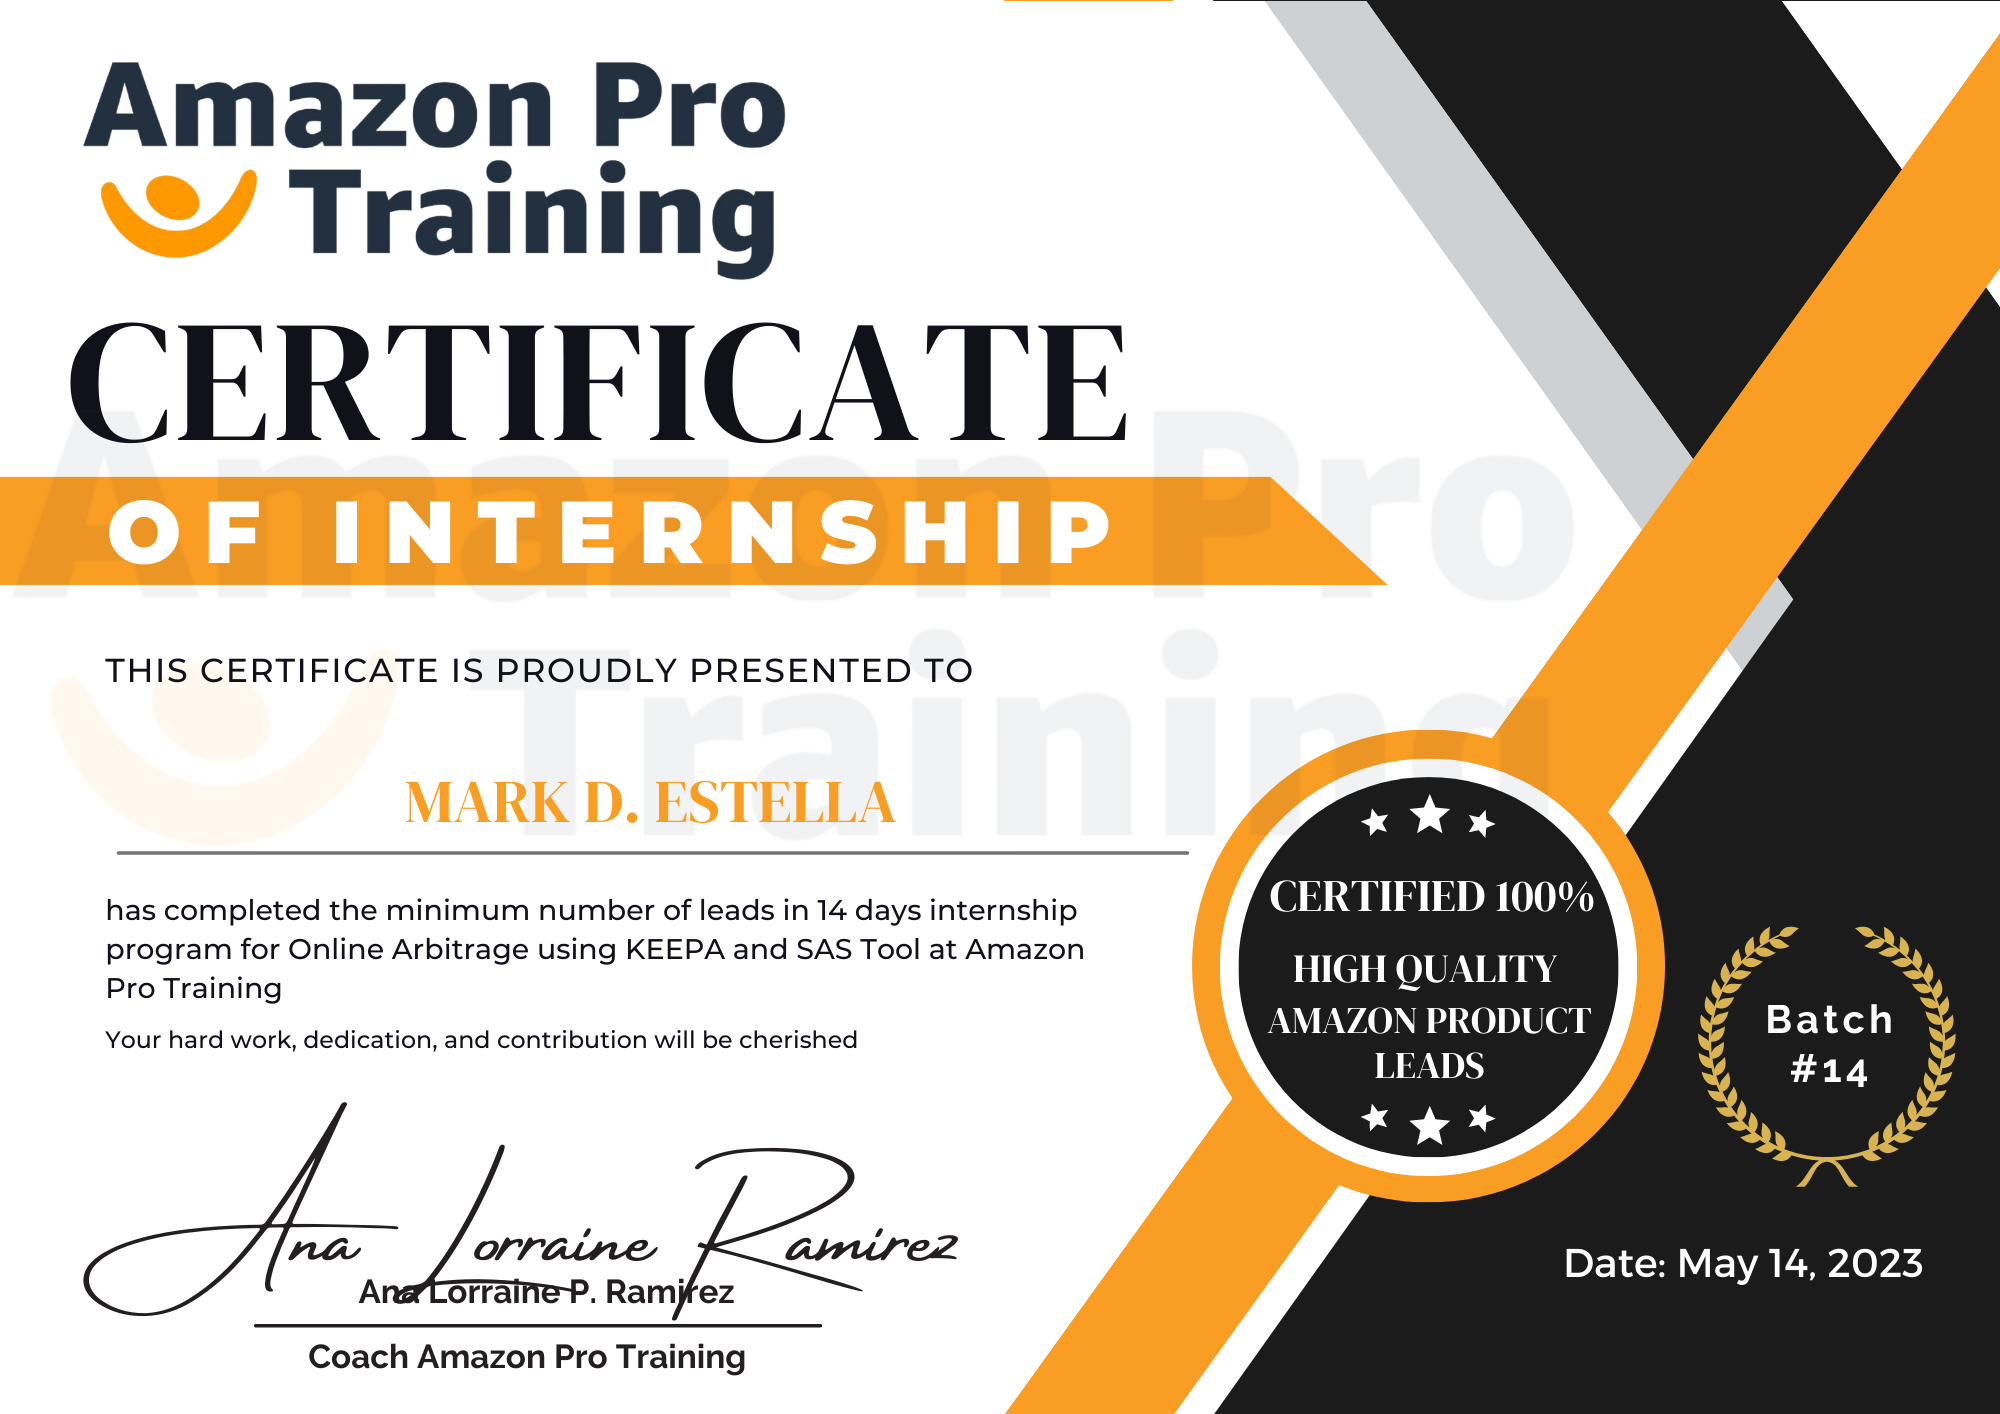 Amazon Pro
Training
CERTIFICATE
OF INTERNSHIP
THIS CERTIFICATE IS PROUDLY PRESENTED TO
MARK D. ESTELLA
has completed the minimum number of leads in 14 days internship
program for Online Arbitrage using KEEPA and SAS Tool at Amazon
Pro Training
Your hard work, dedication, and contribution will be cherished
Ana Lorraine Ramirez
Ana Lorraine P. Ramirez
Coach Amazon Pro Training
CERTIFIED 100%
HIGH QUALITY
AMAZON PRODUCT
LEADS
Batch
#14
Date: May 14, 2023
Amazon Pro
Training